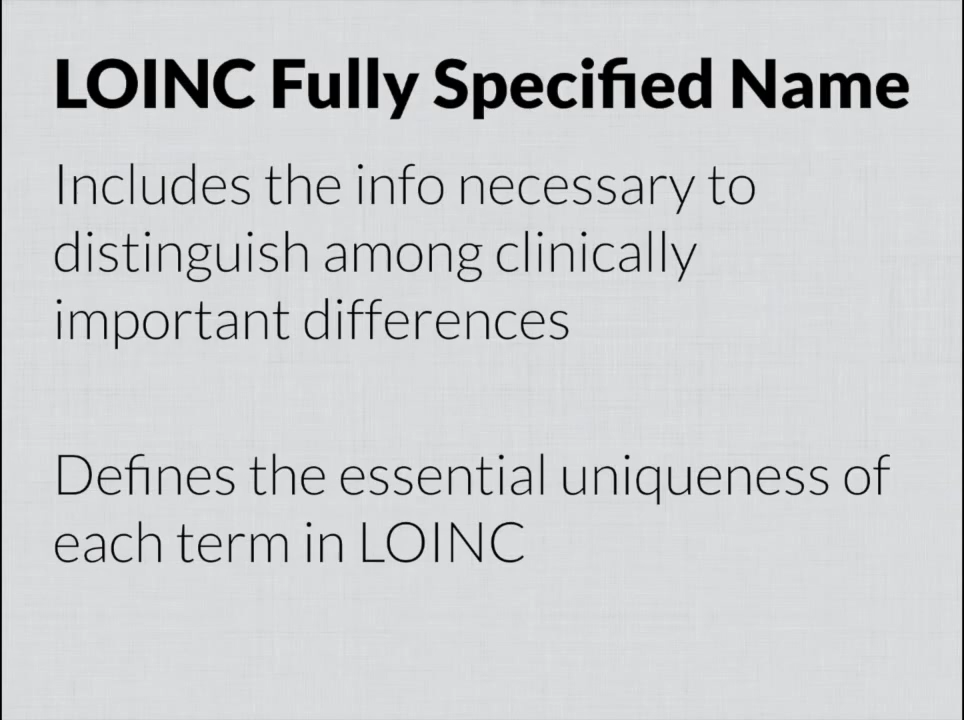 LOINC Fully Specified Name
Includes the info necessary to
distinguish among clinically
important differences
Defines the essential uniqueness of
each term in LOINC